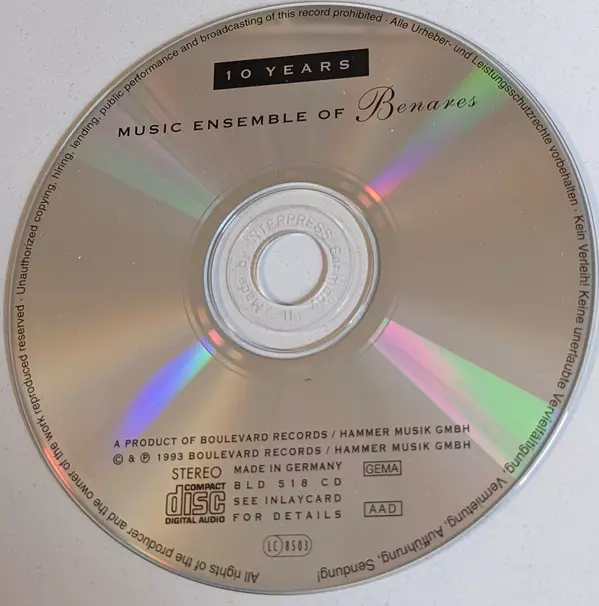 10 YEARS
MUSIC ENSEMBLE OF Benares
All rights of the producer and the owner of the work reproduced reserved · Unauthorized copying, hiring, lending, public performance and broadcasting of this record prohibited · Alle Urheber- und Leistungsschutzrechte vorbehalten · Kein Verleih! Keine unerlaubte Vervielfältigung, Vermietung, Aufführung, Sendung!
Made by INTERPRESS Germany
A PRODUCT OF BOULEVARD RECORDS / HAMMER MUSIK GMBH
© & ℗ 1993 BOULEVARD RECORDS / HAMMER MUSIK GMBH
STEREO
COMPACT
disc
DIGITAL AUDIO
MADE IN GERMANY
BLD 518 CD
SEE INLAYCARD
FOR DETAILS
GEMA
AAD
LC 8503